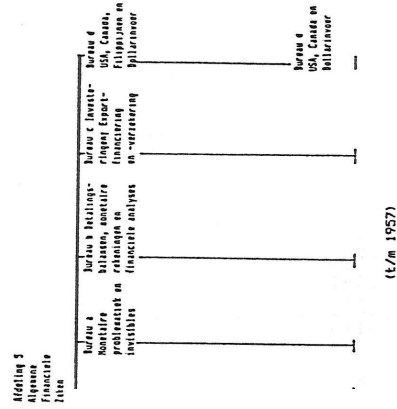 Afdeling 5
Algemene
Financiele
Zaken
Bureau a
Monetaire
problematiek en
invisibles
Bureau b Betalings-
balansen, monetaire
rekeningen en
financiele analyses
Bureau c Investe-
ringen; Export-
financiering
en -verzekering
Bureau d
USA, Canada,
Filippijnen en
Dollarinvoer
Bureau d
USA, Canada en
Dollarinvoer
(t/m 1957)